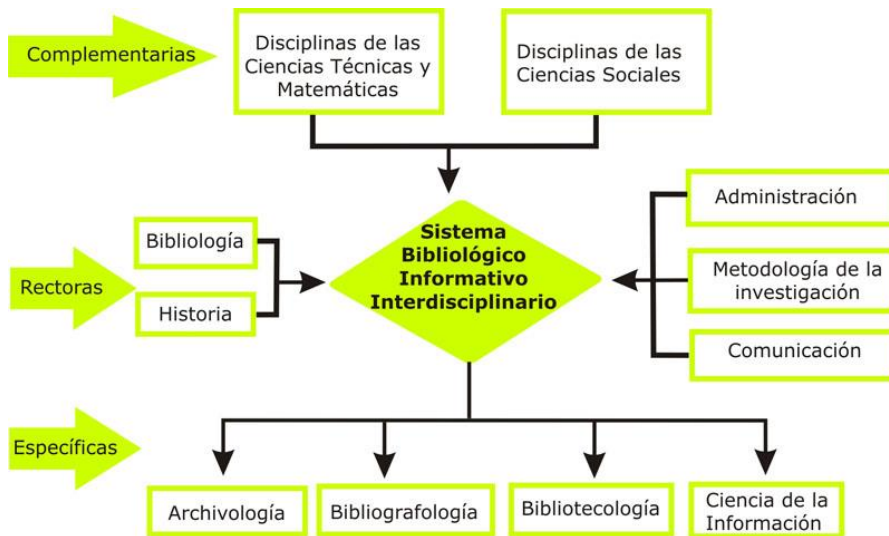 Complementarias
Disciplinas de las
Ciencias Técnicas y
Matemáticas
Disciplinas de las
Ciencias Sociales
Rectoras
Bibliología
Historia
Sistema
Bibliológico
Informativo
Interdisciplinario
Administración
Metodología de la
investigación
Comunicación
Específicas
Archivología
Bibliografología
Bibliotecología
Ciencia de la
Información